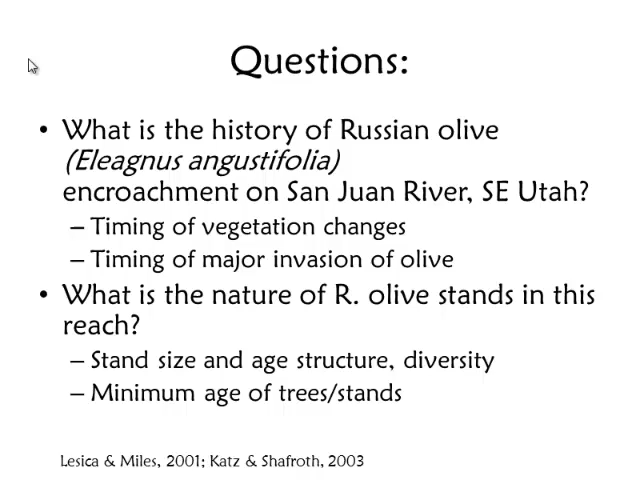 Questions:
• What is the history of Russian olive
(Eleagnus angustifolia)
encroachment on San Juan River, SE Utah?
– Timing of vegetation changes
– Timing of major invasion of olive
• What is the nature of R. olive stands in this
reach?
– Stand size and age structure, diversity
– Minimum age of trees/stands
Lesica & Miles, 2001; Katz & Shafroth, 2003